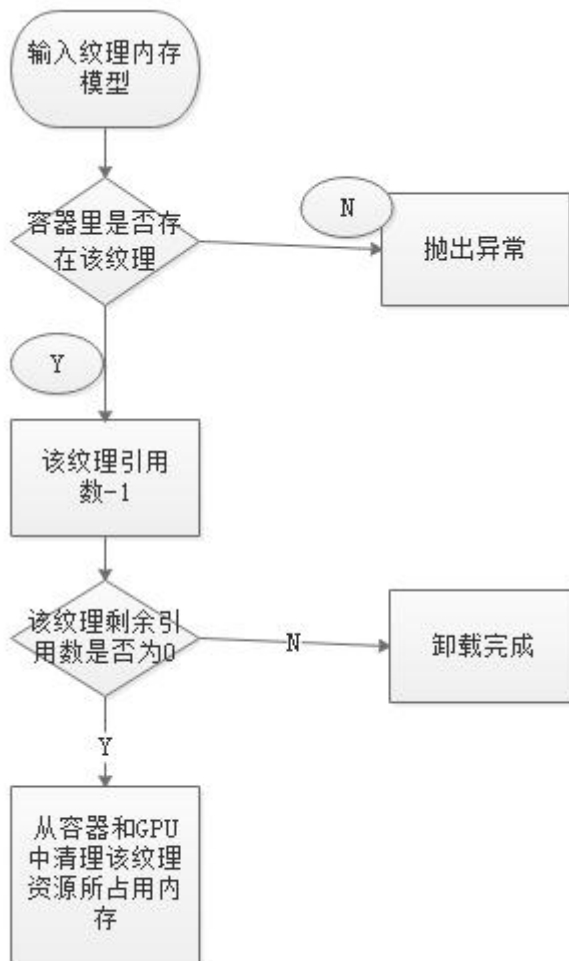 输入纹理内存
模型
容器里是否存
在该纹理
N
抛出异常
Y
该纹理引用
数-1
该纹理剩余引
用数是否为0
N
卸载完成
Y
从容器和GPU
中清理该纹理
资源所占用内
存